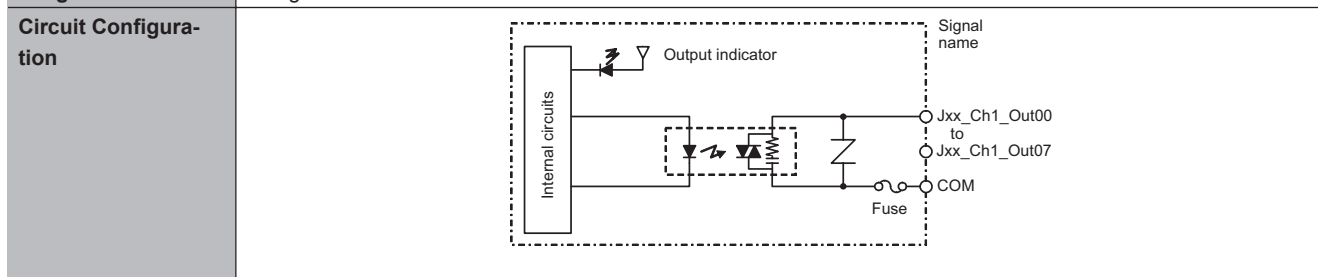 Circuit Configura-
tion
Signal
name
Output indicator
Internal circuits
Jxx_Ch1_Out00
to
Jxx_Ch1_Out07
COM
Fuse